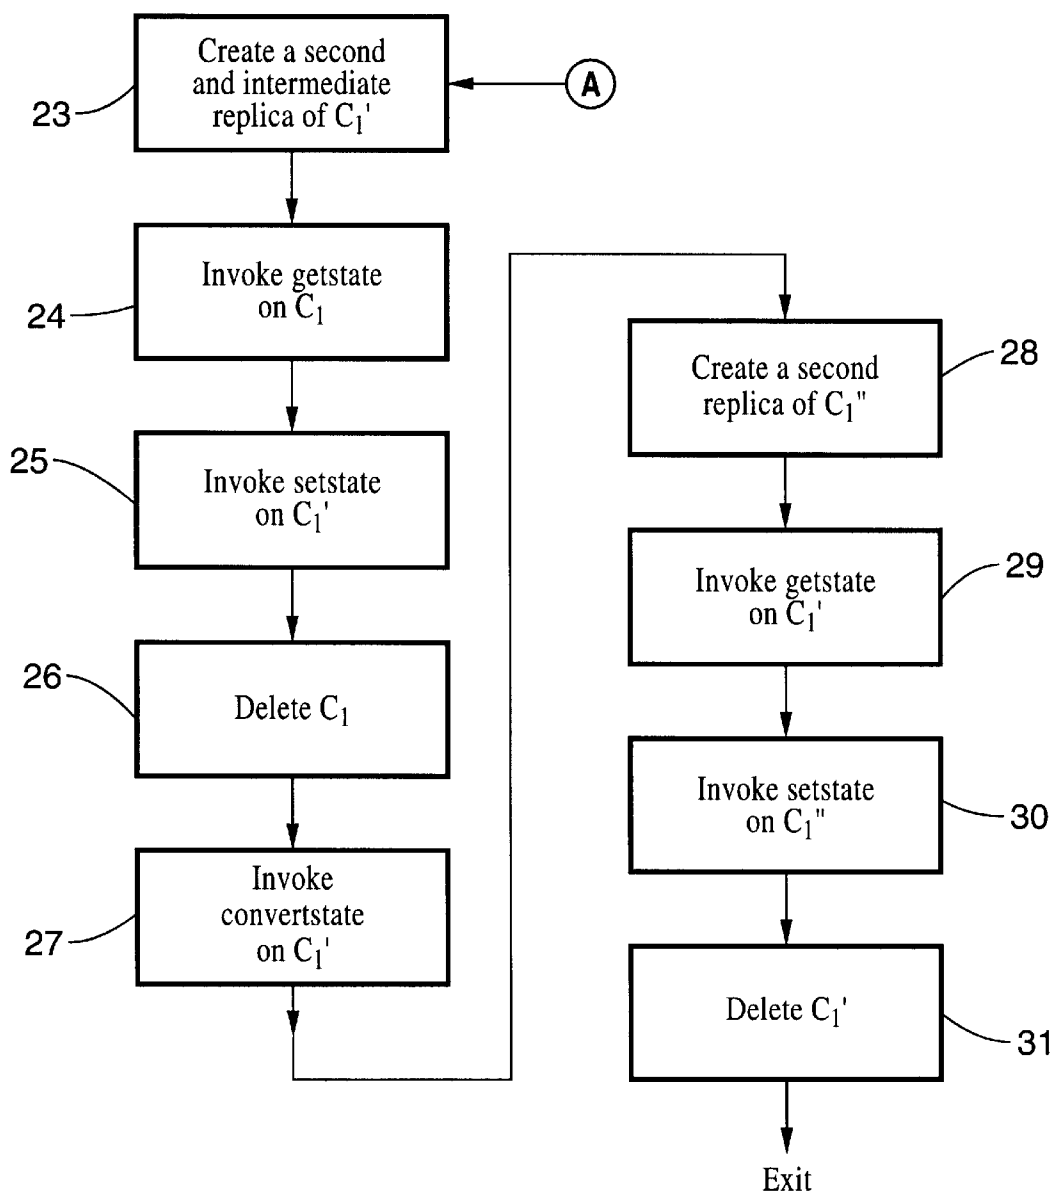 Create a second
and intermediate
replica of C₁'
A
23
Invoke getstate
on C₁
24
Invoke setstate
on C₁'
25
Delete C₁
26
Invoke
convertstate
on C₁'
27
Create a second
replica of C₁"
28
Invoke getstate
on C₁'
29
Invoke setstate
on C₁"
30
Delete C₁'
31
Exit